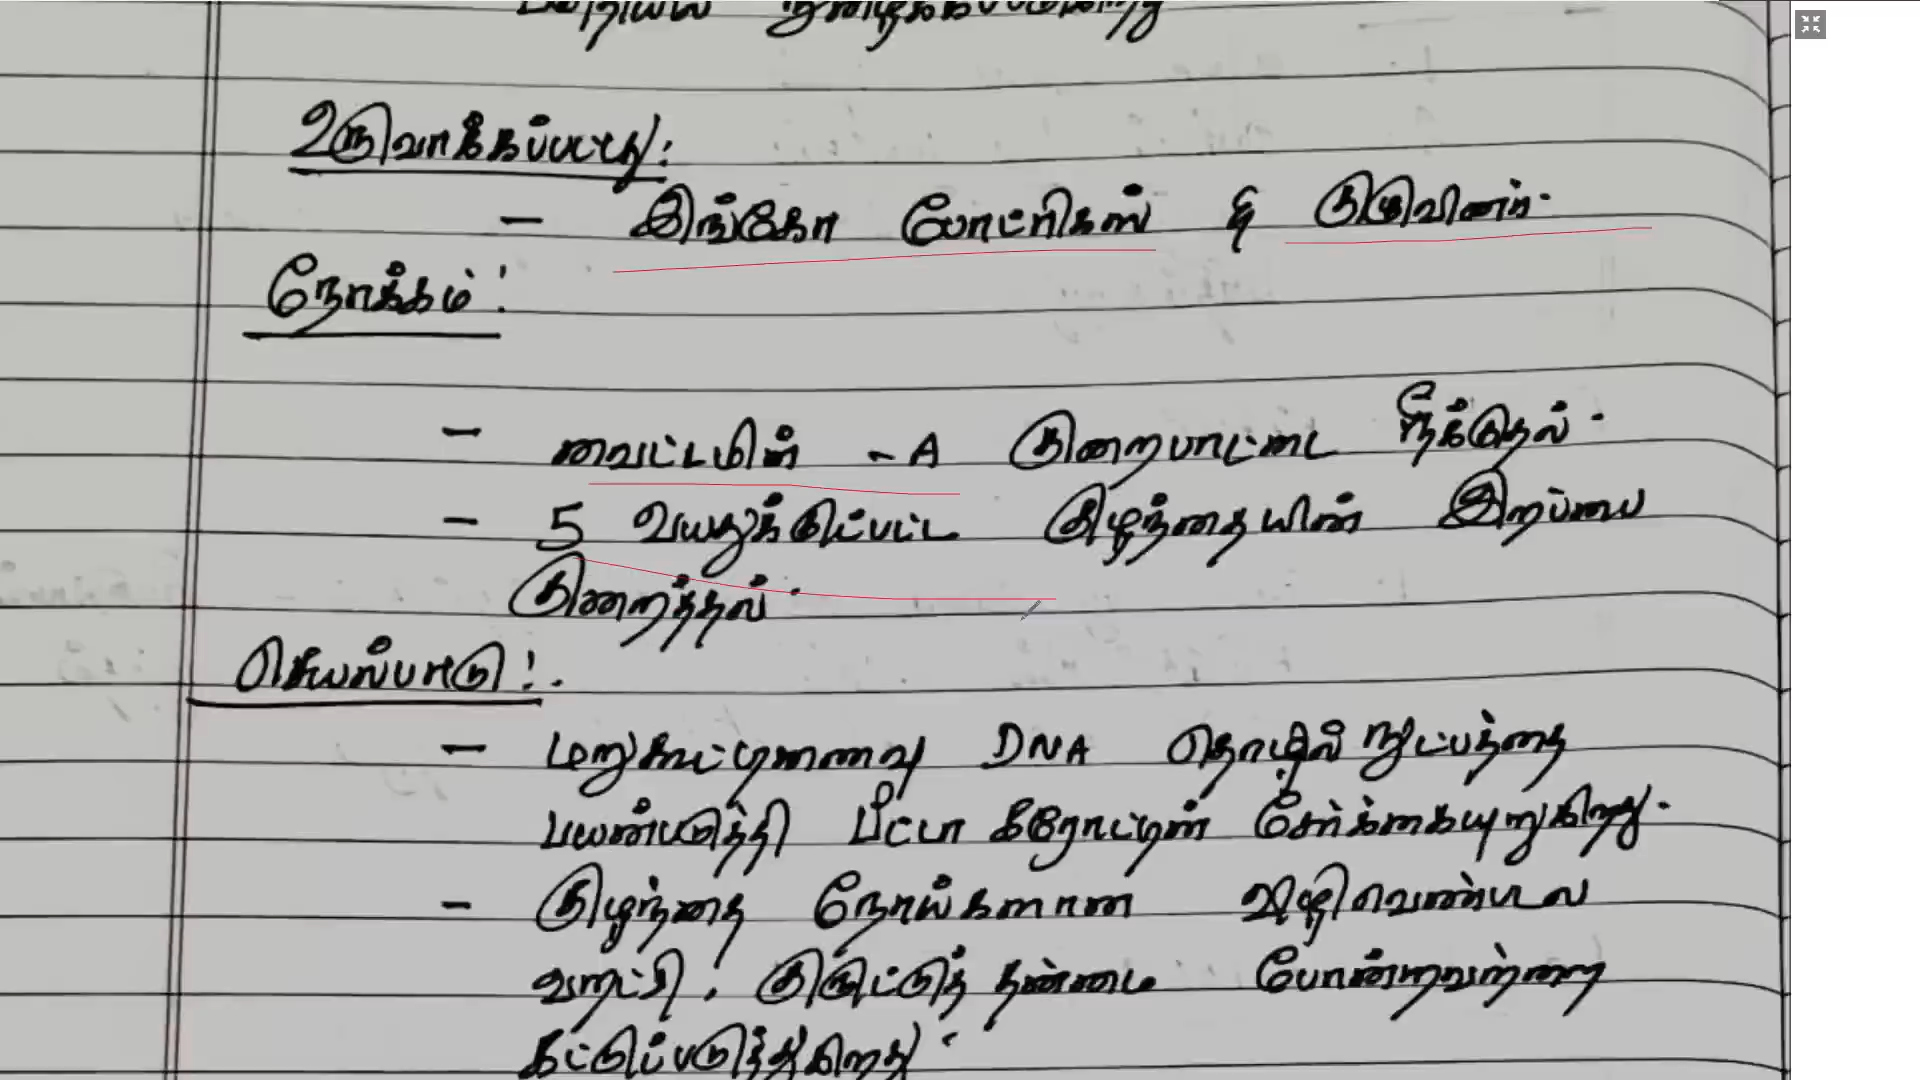 உருவாக்கப்பட்டது:
- இங்கோ போட்ரிகஸ் & குழுவினர்.
நோக்கம்:
- வைட்டமின் -A குறைபாட்டை நீக்குதல்.
- 5 வயதுக்குட்பட்ட குழந்தையின் இறப்பை
குறைத்தல்.
செயல்பாடு:
- மறுகூட்டிணைவு DNA தொழில் நுட்பத்தை
பயன்படுத்தி பீட்டா கரோட்டின் சேர்க்கையுறுகிறது.
- குழந்தை நோய்களான விழிவெண்படல
வறட்சி, குருட்டுத் தன்மை போன்றவற்றை
கட்டுப்படுத்துகிறது.